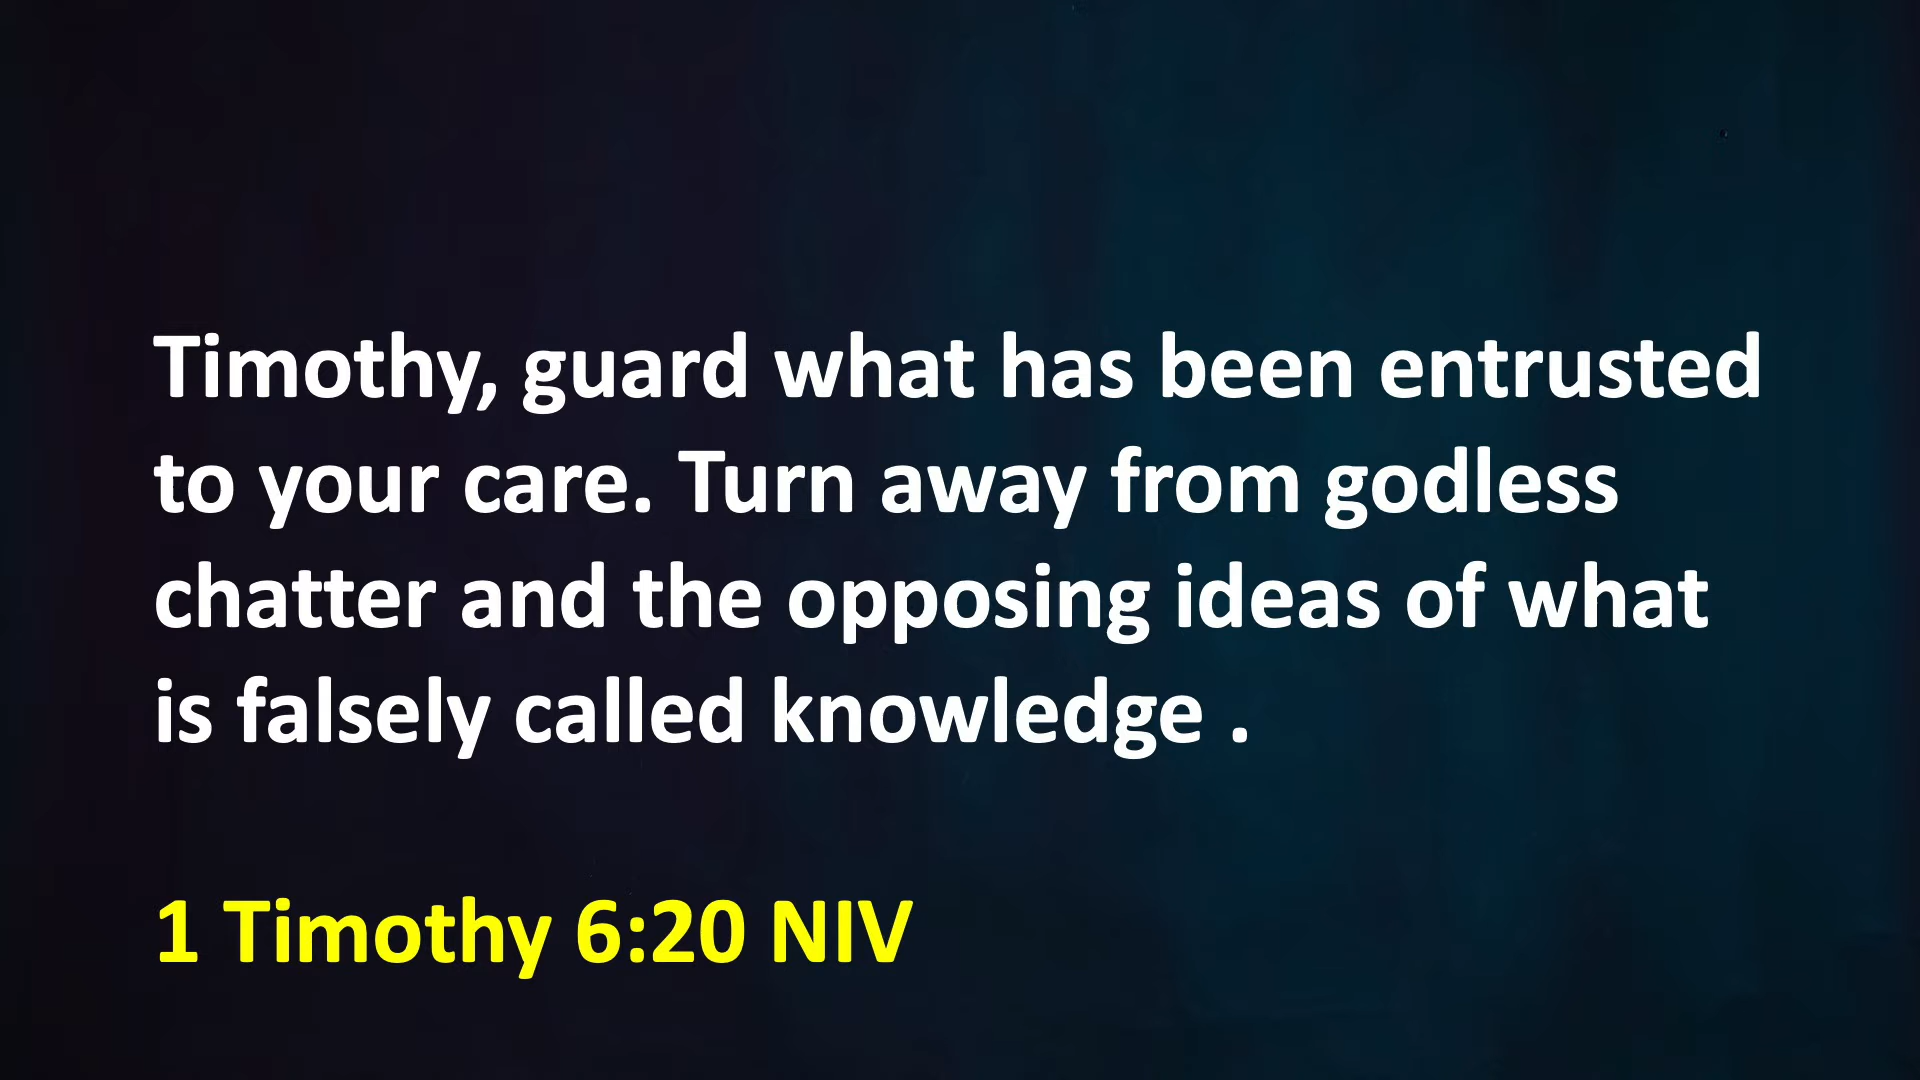 Timothy, guard what has been entrusted
to your care. Turn away from godless
chatter and the opposing ideas of what
is falsely called knowledge .
1 Timothy 6:20 NIV